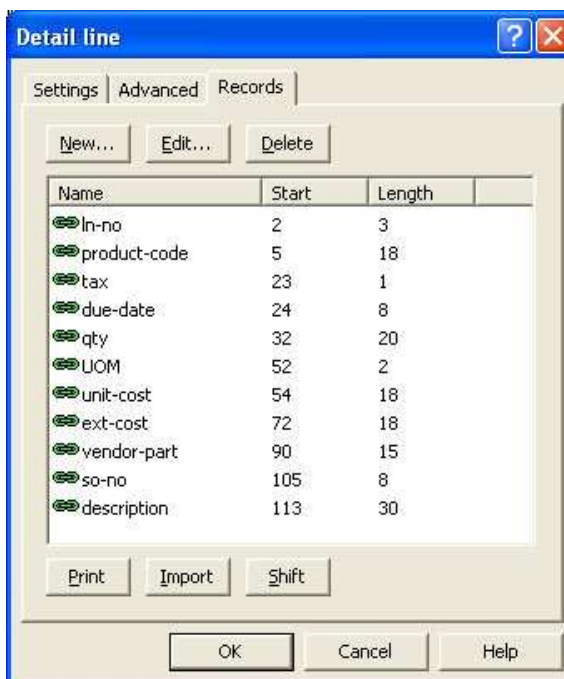 Detail line
Settings Advanced Records
New... Edit... Delete
Name Start Length
ln-no 2 3
product-code 5 18
tax 23 1
due-date 24 8
qty 32 20
UOM 52 2
unit-cost 54 18
ext-cost 72 18
vendor-part 90 15
so-no 105 8
description 113 30
Print Import Shift
OK Cancel Help